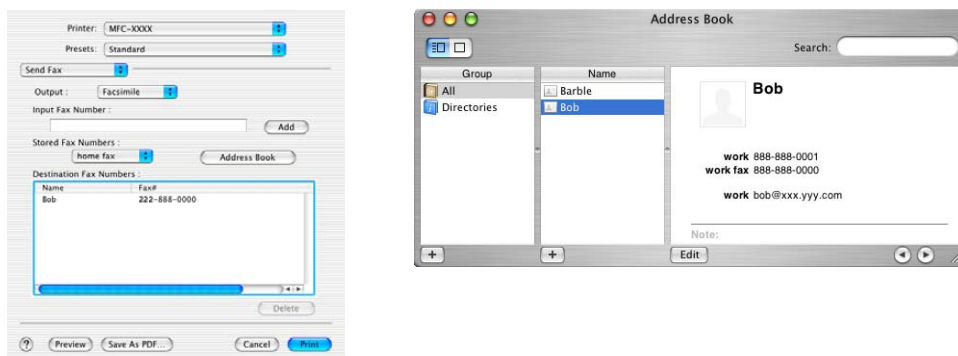 Printer: MFC-XXXX
Presets: Standard
Send Fax
Output : Facsimile
Input Fax Number :
Add
Stored Fax Numbers :
home fax Address Book
Destination Fax Numbers :
Name Fax#
Bob 222-888-0000
Delete
? Preview Save As PDF... Cancel Print
Address Book
Search:
Group Name
All
Directories
Barble
Bob
Bob
work 888-888-0001
work fax 888-888-0000
work bob@xxx.yyy.com
Note:
+ + Edit